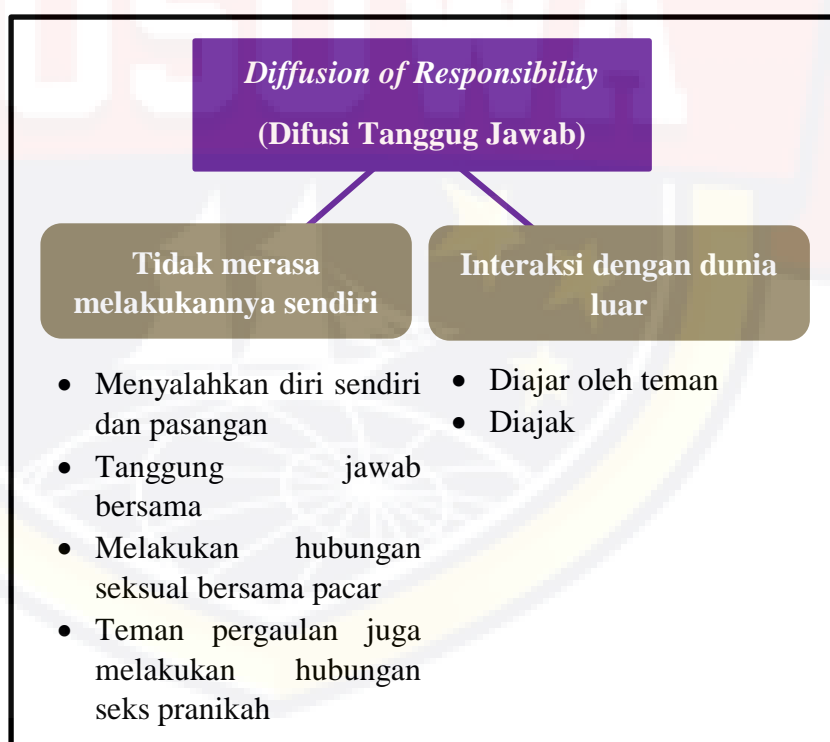 Diffusion of Responsibility
(Difusi Tanggug Jawab)
Tidak merasa
melakukannya sendiri
• Menyalahkan diri sendiri
dan pasangan
• Tanggung jawab
bersama
• Melakukan hubungan
seksual bersama pacar
• Teman pergaulan juga
melakukan hubungan
seks pranikah
Interaksi dengan dunia
luar
• Diajar oleh teman
• Diajak